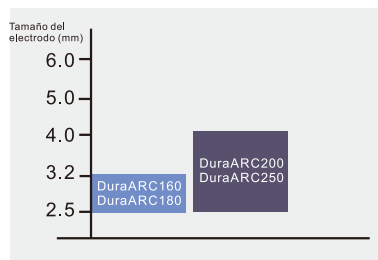 Tamaño del
electrodo (mm)
6.0
5.0
4.0
3.2
2.5
DuraARC160
DuraARC180
DuraARC200
DuraARC250